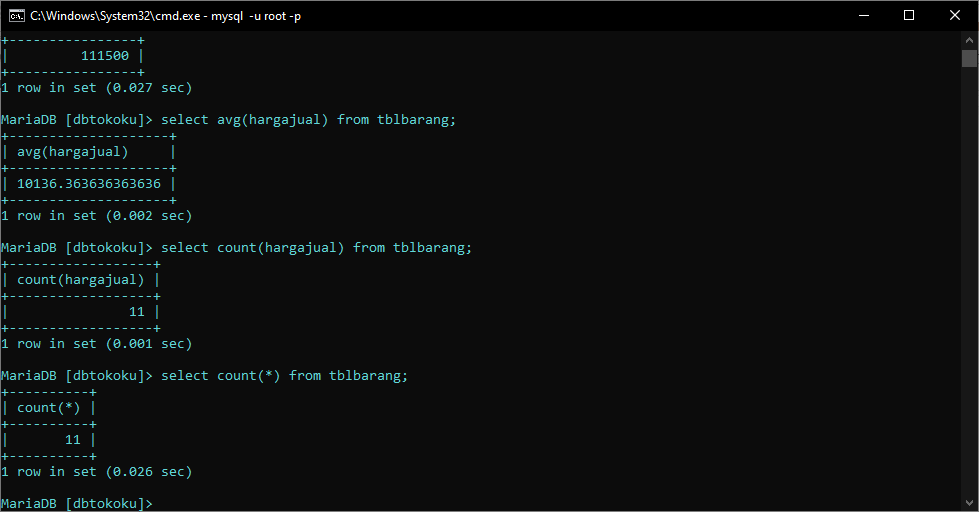 C:\Windows\System32\cmd.exe - mysql  -u root -p
+----------------+
|         111500 |
+----------------+
1 row in set (0.027 sec)

MariaDB [dbtokoku]> select avg(hargajual) from tblbarang;
+--------------------+
| avg(hargajual)     |
+--------------------+
| 10136.363636363636 |
+--------------------+
1 row in set (0.002 sec)

MariaDB [dbtokoku]> select count(hargajual) from tblbarang;
+------------------+
| count(hargajual) |
+------------------+
|               11 |
+------------------+
1 row in set (0.001 sec)

MariaDB [dbtokoku]> select count(*) from tblbarang;
+----------+
| count(*) |
+----------+
|       11 |
+----------+
1 row in set (0.026 sec)

MariaDB [dbtokoku]>